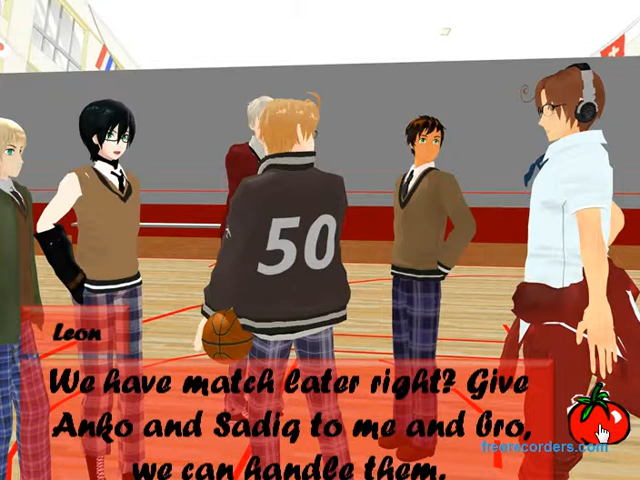 50
Leon
We have match later right? Give
Anko and Sadiq to me and bro,
we can handle them.
freerecorders.com